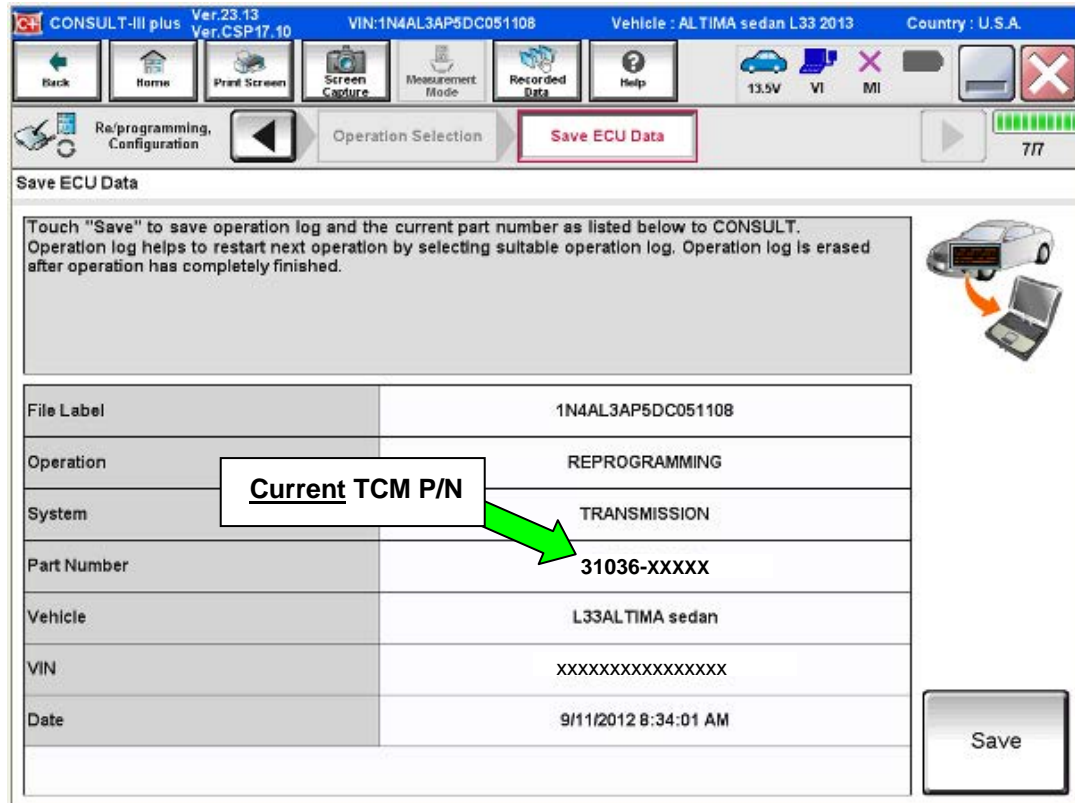 C+ CONSULT-III plus Ver.23.13 VIN:1N4AL3AP5DC051108 Vehicle : ALTIMA sedan L33 2013 Country : U.S.A.
Ver.CSP17.10
Back Home Print Screen Screen Capture Measurement Mode Recorded Data Help 13.5V VI MI
Re/programming, Configuration Operation Selection Save ECU Data 7/7
Save ECU Data
Touch "Save" to save operation log and the current part number as listed below to CONSULT.
Operation log helps to restart next operation by selecting suitable operation log. Operation log is erased
after operation has completely finished.
File Label 1N4AL3AP5DC051108
Operation REPROGRAMMING
Current TCM P/N
System TRANSMISSION
Part Number 31036-XXXXX
Vehicle L33ALTIMA sedan
VIN XXXXXXXXXXXXXXXX
Date 9/11/2012 8:34:01 AM
Save